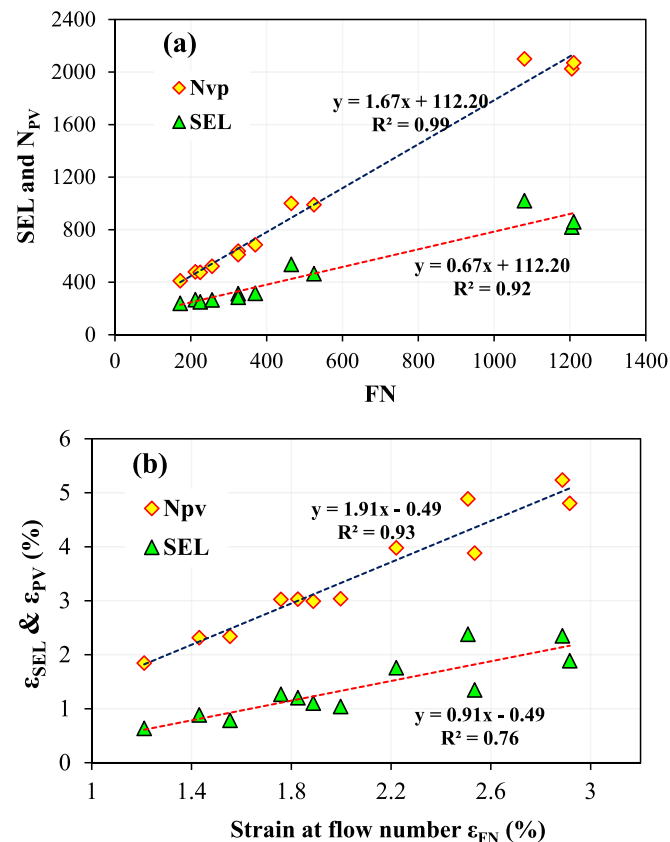 2400
2000
1600
1200
800
400
0
SEL and NPV
(a)
Nvp
SEL
y = 1.67x + 112.20
R² = 0.99
y = 0.67x + 112.20
R² = 0.92
0 200 400 600 800 1000 1200 1400
FN
6
5
4
3
2
1
0
εSEL & εPV (%)
(b)
Npv
SEL
y = 1.91x - 0.49
R² = 0.93
y = 0.91x - 0.49
R² = 0.76
1 1.4 1.8 2.2 2.6 3
Strain at flow number εFN (%)